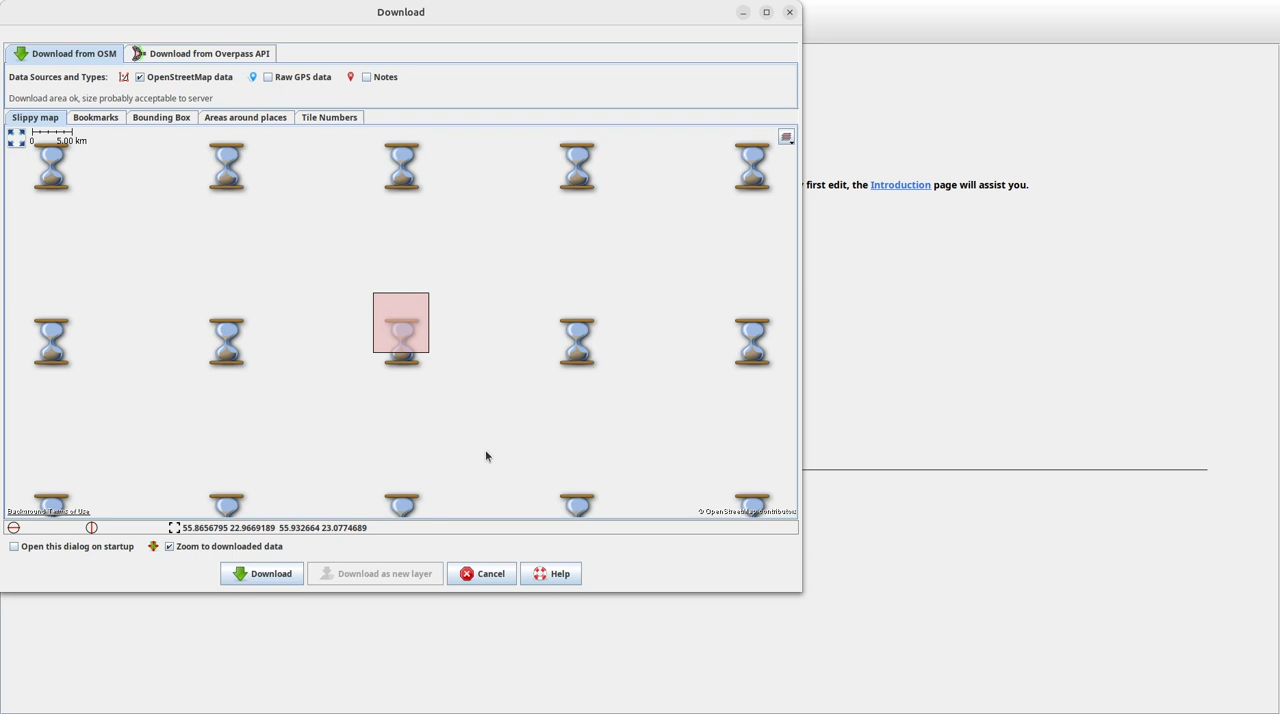 Download
Download from OSM
Download from Overpass API
Data Sources and Types:
OpenStreetMap data
Raw GPS data
Notes
Download area ok, size probably acceptable to server
Slippy map
Bookmarks
Bounding Box
Areas around places
Tile Numbers
0 5.00 km
first edit, the Introduction page will assist you.
Background Terms of Use
© OpenStreetMap contributors
55.8656795 22.9669189 55.932664 23.0774689
Open this dialog on startup
Zoom to downloaded data
Download
Download as new layer
Cancel
Help